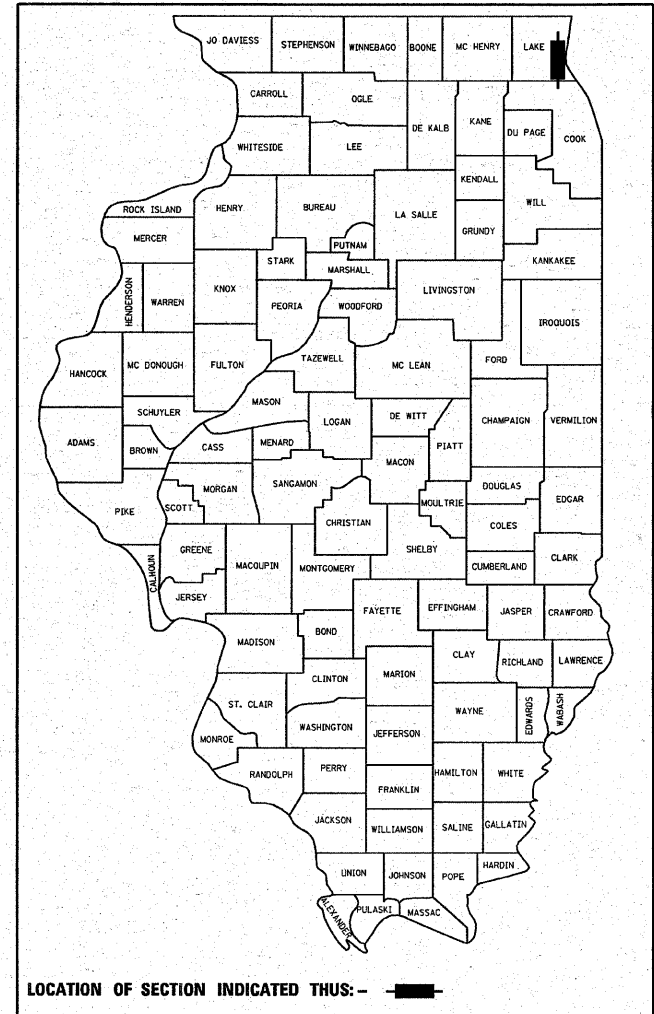 JO DAVIESS
STEPHENSON
WINNEBAGO
BOONE
MC HENRY
LAKE
CARROLL
OGLE
DE KALB
KANE
DU PAGE
COOK
WHITESIDE
LEE
KENDALL
WILL
ROCK ISLAND
HENRY
BUREAU
LA SALLE
GRUNDY
MERCER
PUTNAM
KANKAKEE
STARK
MARSHALL
HENDERSON
WARREN
KNOX
PEORIA
WOODFORD
LIVINGSTON
IROQUOIS
HANCOCK
MC DONOUGH
FULTON
TAZEWELL
MC LEAN
FORD
MASON
SCHUYLER
LOGAN
DE WITT
CHAMPAIGN
VERMILION
ADAMS
BROWN
CASS
MENARD
MACON
PIATT
MORGAN
SANGAMON
DOUGLAS
EDGAR
PIKE
SCOTT
CHRISTIAN
MOULTRIE
COLES
GREENE
MACOUPIN
MONTGOMERY
SHELBY
CUMBERLAND
CLARK
CALHOUN
JERSEY
FAYETTE
EFFINGHAM
JASPER
CRAWFORD
MADISON
BOND
CLAY
RICHLAND
LAWRENCE
CLINTON
MARION
ST. CLAIR
WASHINGTON
WAYNE
EDWARDS
WABASH
MONROE
JEFFERSON
RANDOLPH
PERRY
HAMILTON
WHITE
FRANKLIN
JACKSON
WILLIAMSON
SALINE
GALLATIN
UNION
JOHNSON
POPE
HARDIN
ALEXANDER
PULASKI
MASSAC
LOCATION OF SECTION INDICATED THUS: -